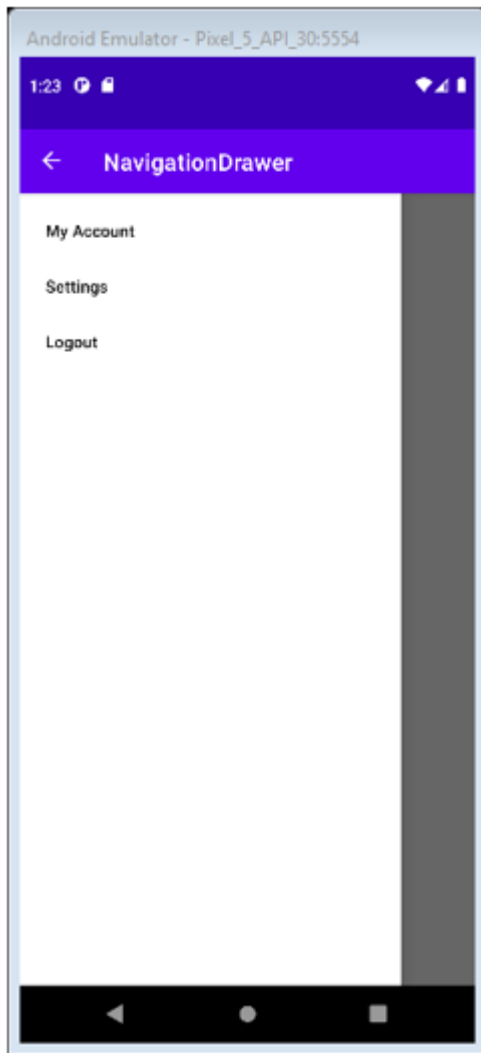 Android Emulator - Pixel_5_API_30:5554
1:23
NavigationDrawer
My Account
Settings
Logout